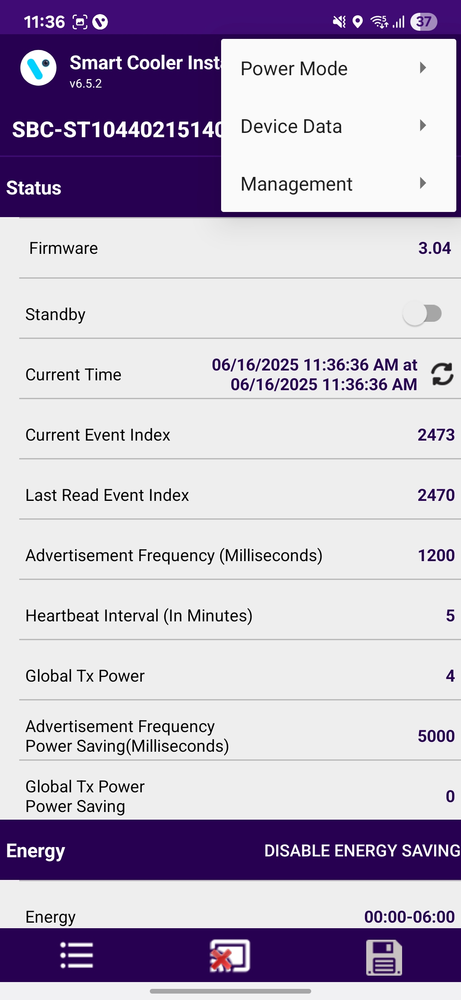 11:36
5
37
Smart Cooler Inst
v6.5.2
Power Mode
Device Data
Management
SBC-ST1044021514
Status
Firmware 3.04
Standby
Current Time 06/16/2025 11:36:36 AM at
06/16/2025 11:36:36 AM
Current Event Index 2473
Last Read Event Index 2470
Advertisement Frequency (Milliseconds) 1200
Heartbeat Interval (In Minutes) 5
Global Tx Power 4
Advertisement Frequency
Power Saving(Milliseconds) 5000
Global Tx Power
Power Saving 0
Energy DISABLE ENERGY SAVING
Energy 00:00-06:00